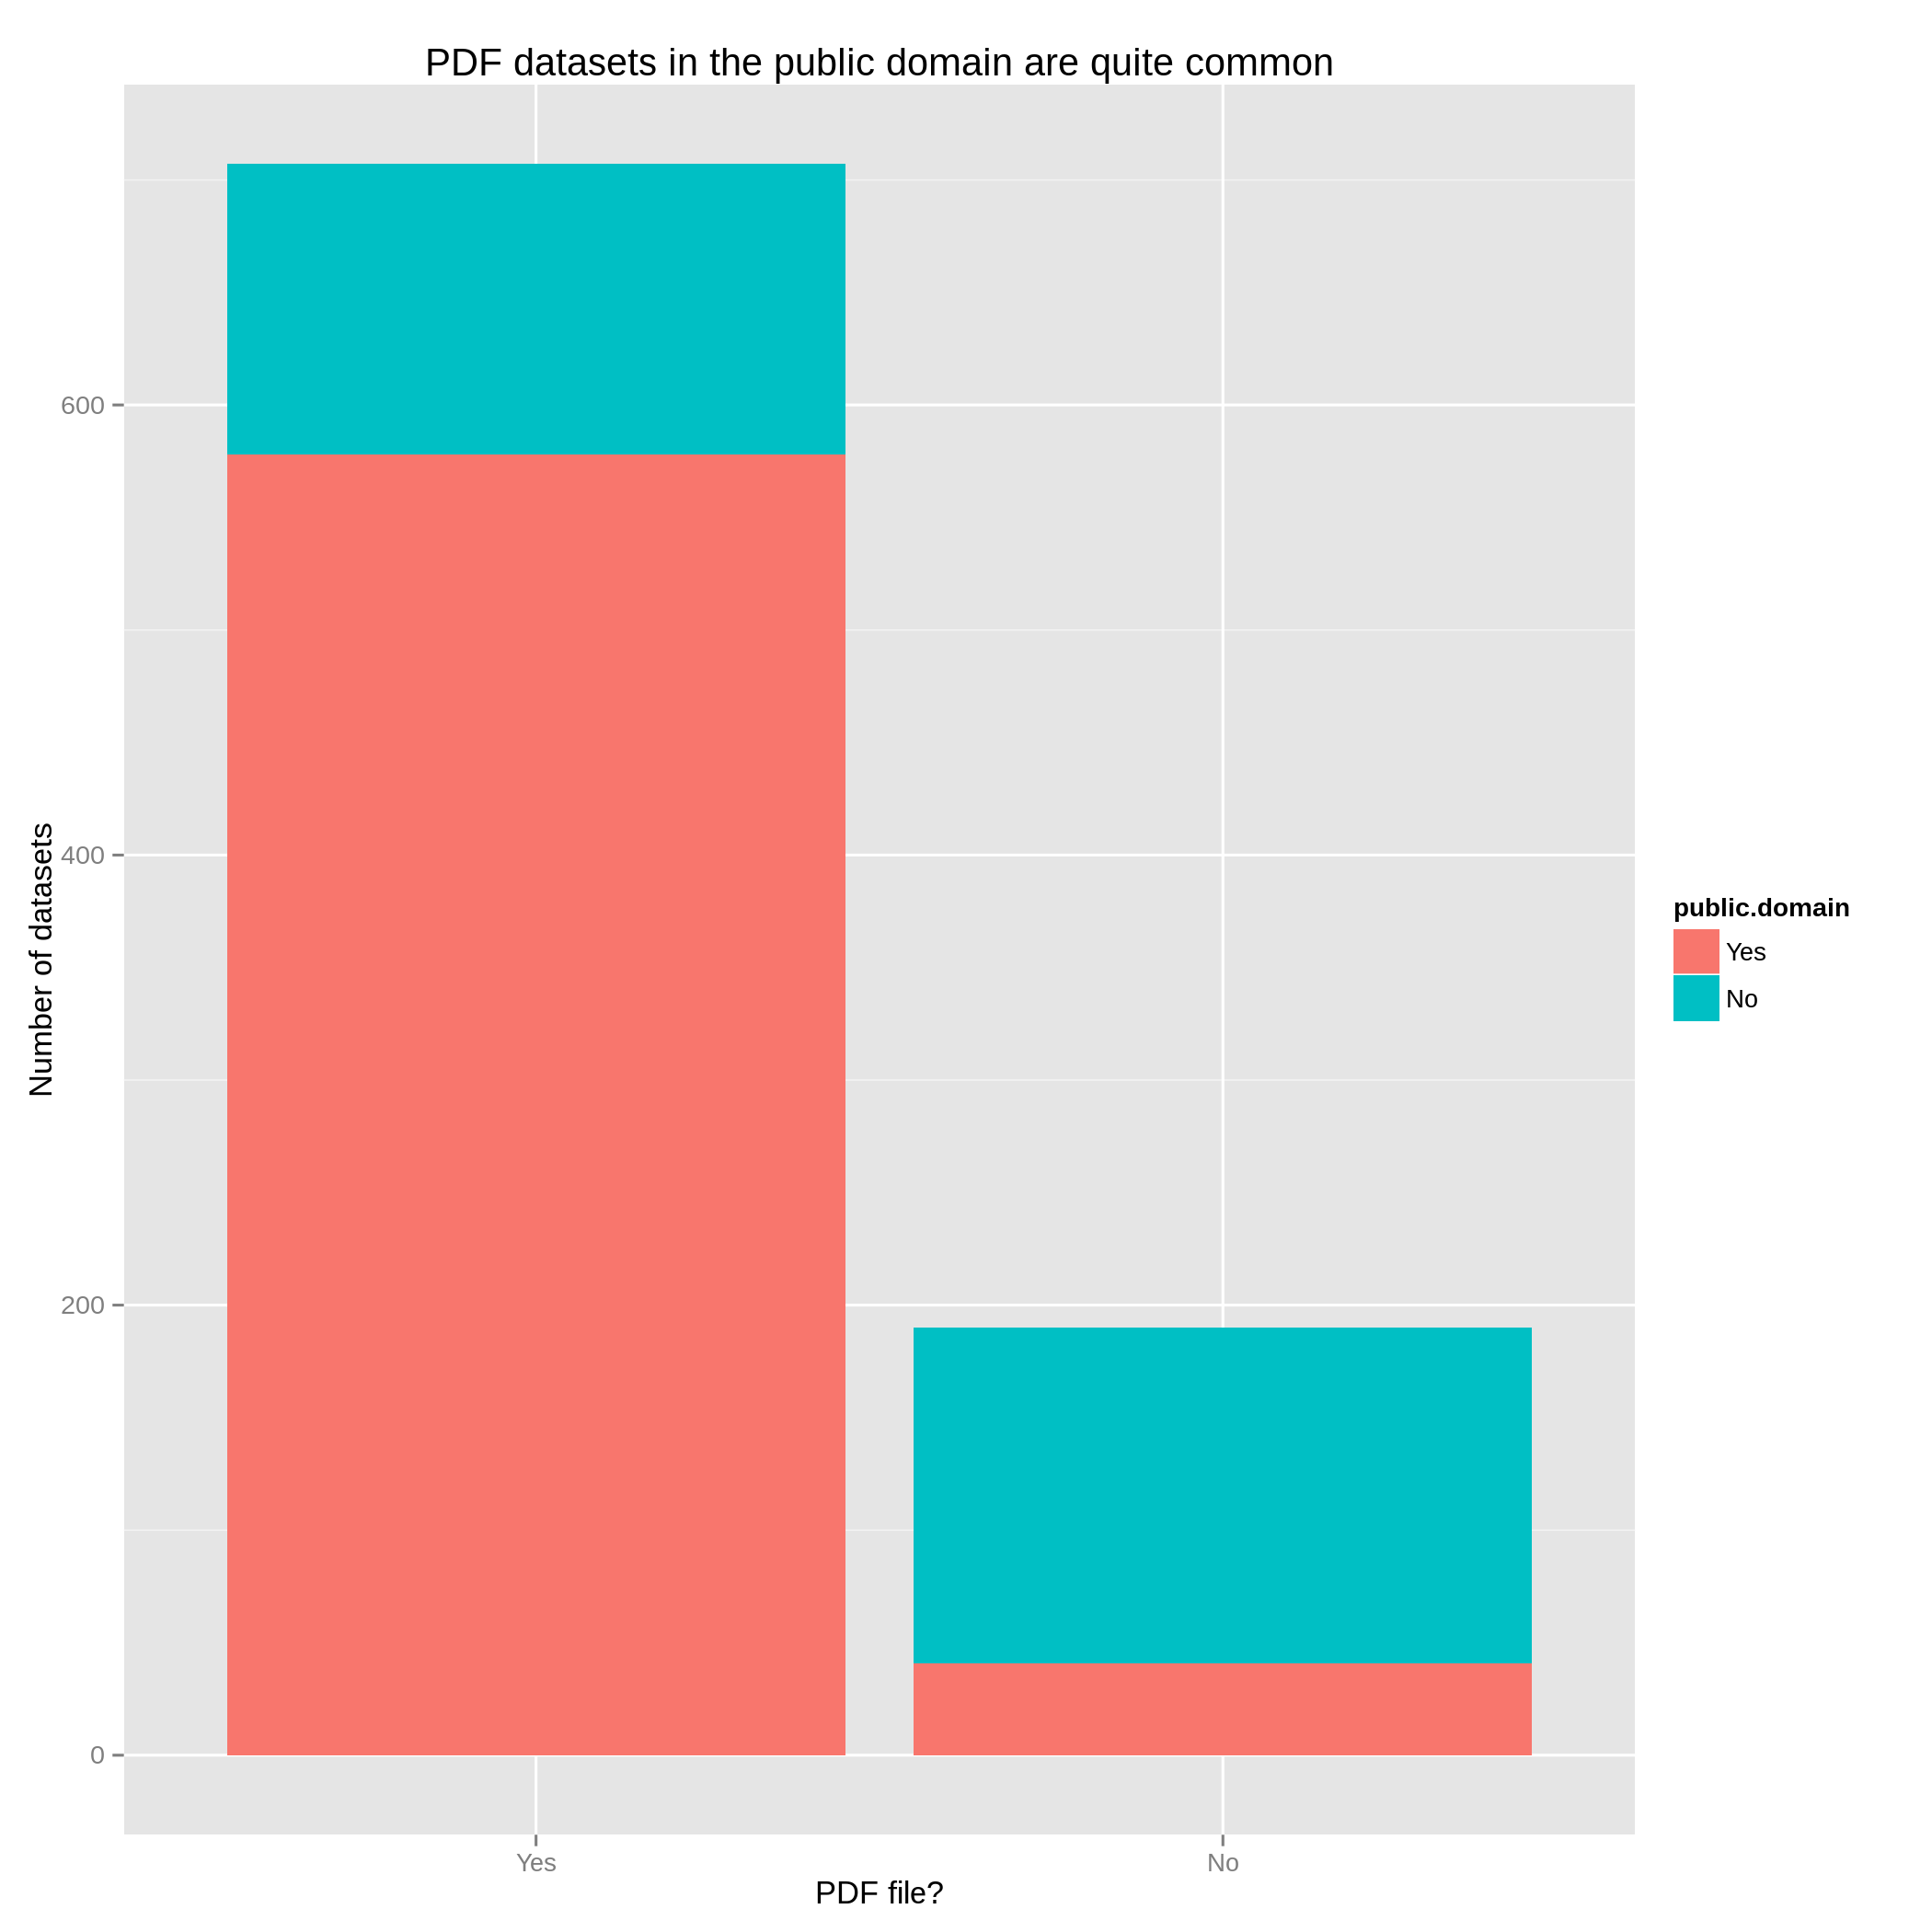 PDF datasets in the public domain are quite common
Number of datasets
600
400
200
0
Yes
No
PDF file?
public.domain
Yes
No